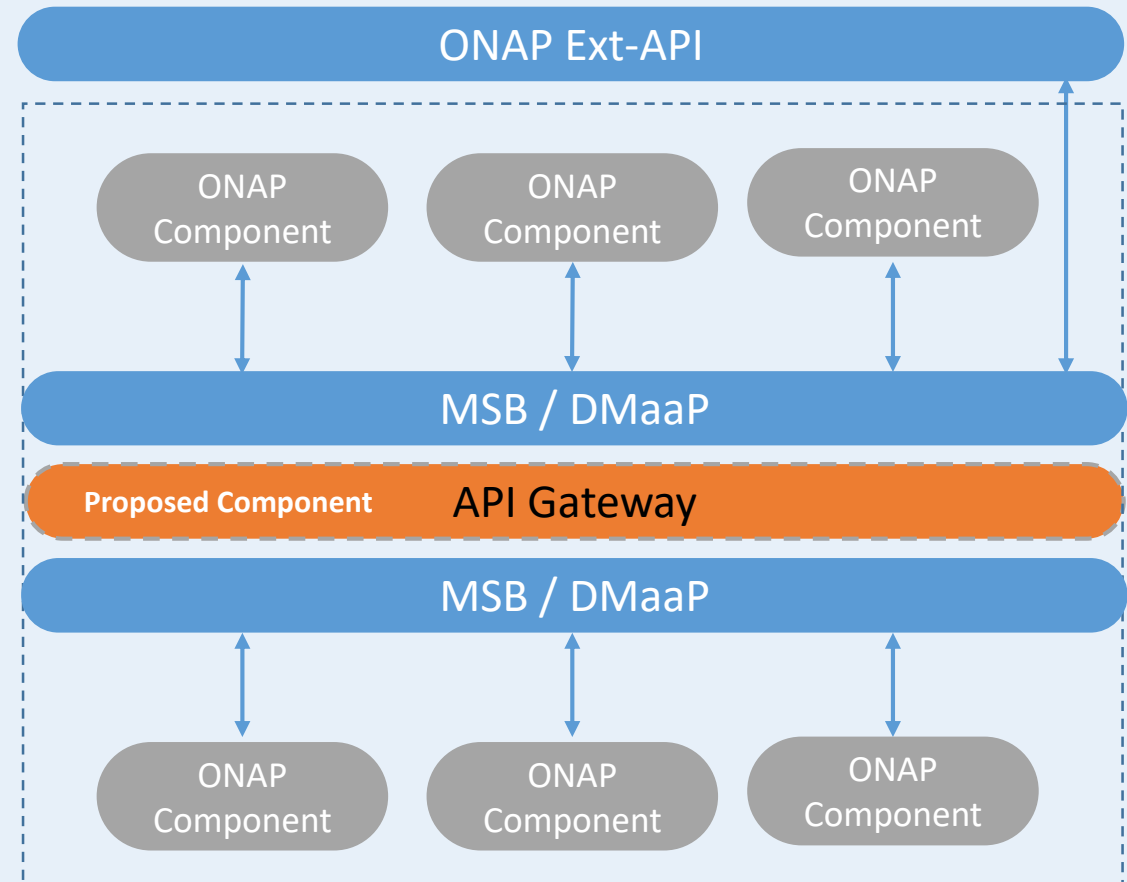 ONAP Ext-API
ONAP
Component
ONAP
Component
ONAP
Component
MSB / DMaaP
Proposed Component API Gateway
MSB / DMaaP
ONAP
Component
ONAP
Component
ONAP
Component